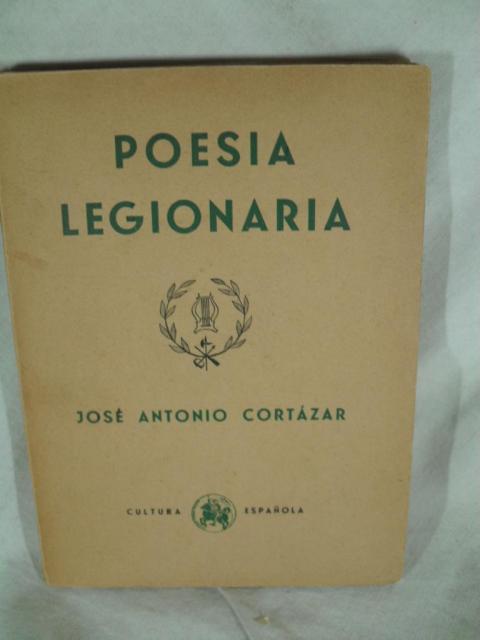 POESIA
LEGIONARIA
JOSÉ ANTONIO CORTÁZAR
CULTURA ESPAÑOLA